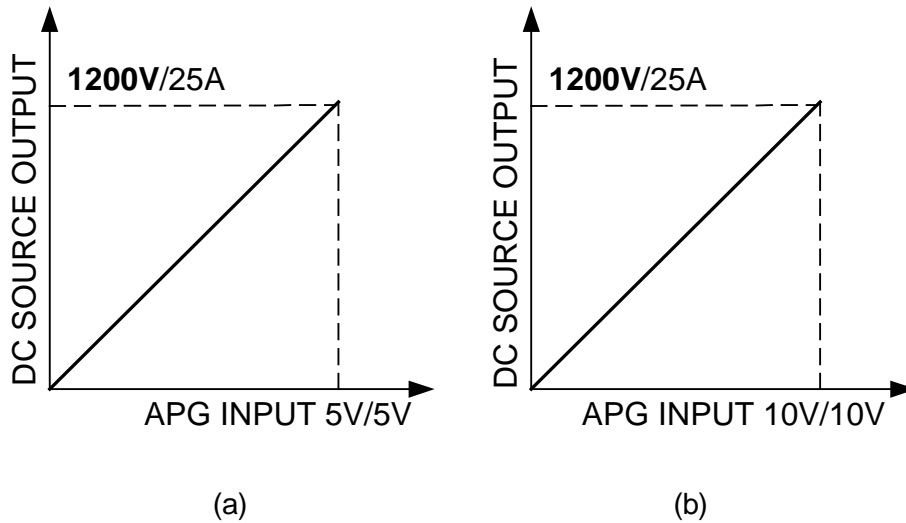 DC SOURCE OUTPUT
1200V/25A
APG INPUT 5V/5V
(a)
DC SOURCE OUTPUT
1200V/25A
APG INPUT 10V/10V
(b)